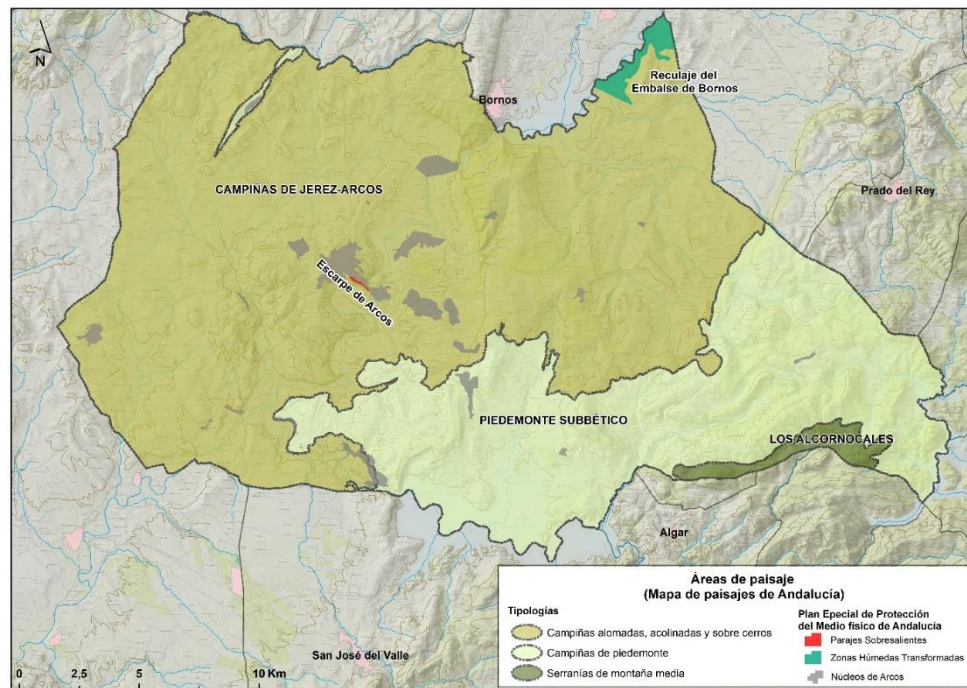 N
Bornos
Reculaje del
Embalse de Bornos
CAMPIÑAS DE JEREZ-ARCOS
Prado del Rey
Escarpe de Arcos
PIEDEMONTE SUBBÉTICO
LOS ALCORNOCALES
Algar
San José del Valle
0 2,5 5 10 Km
Áreas de paisaje
(Mapa de paisajes de Andalucía)
Tipologías
Campiñas alomadas, acolinadas y sobre cerros
Campiñas de piedemonte
Serranías de montaña media
Plan Epecial de Protección
del Medio físico de Andalucía
Parajes Sobresalientes
Zonas Húmedas Transformadas
Núcleos de Arcos